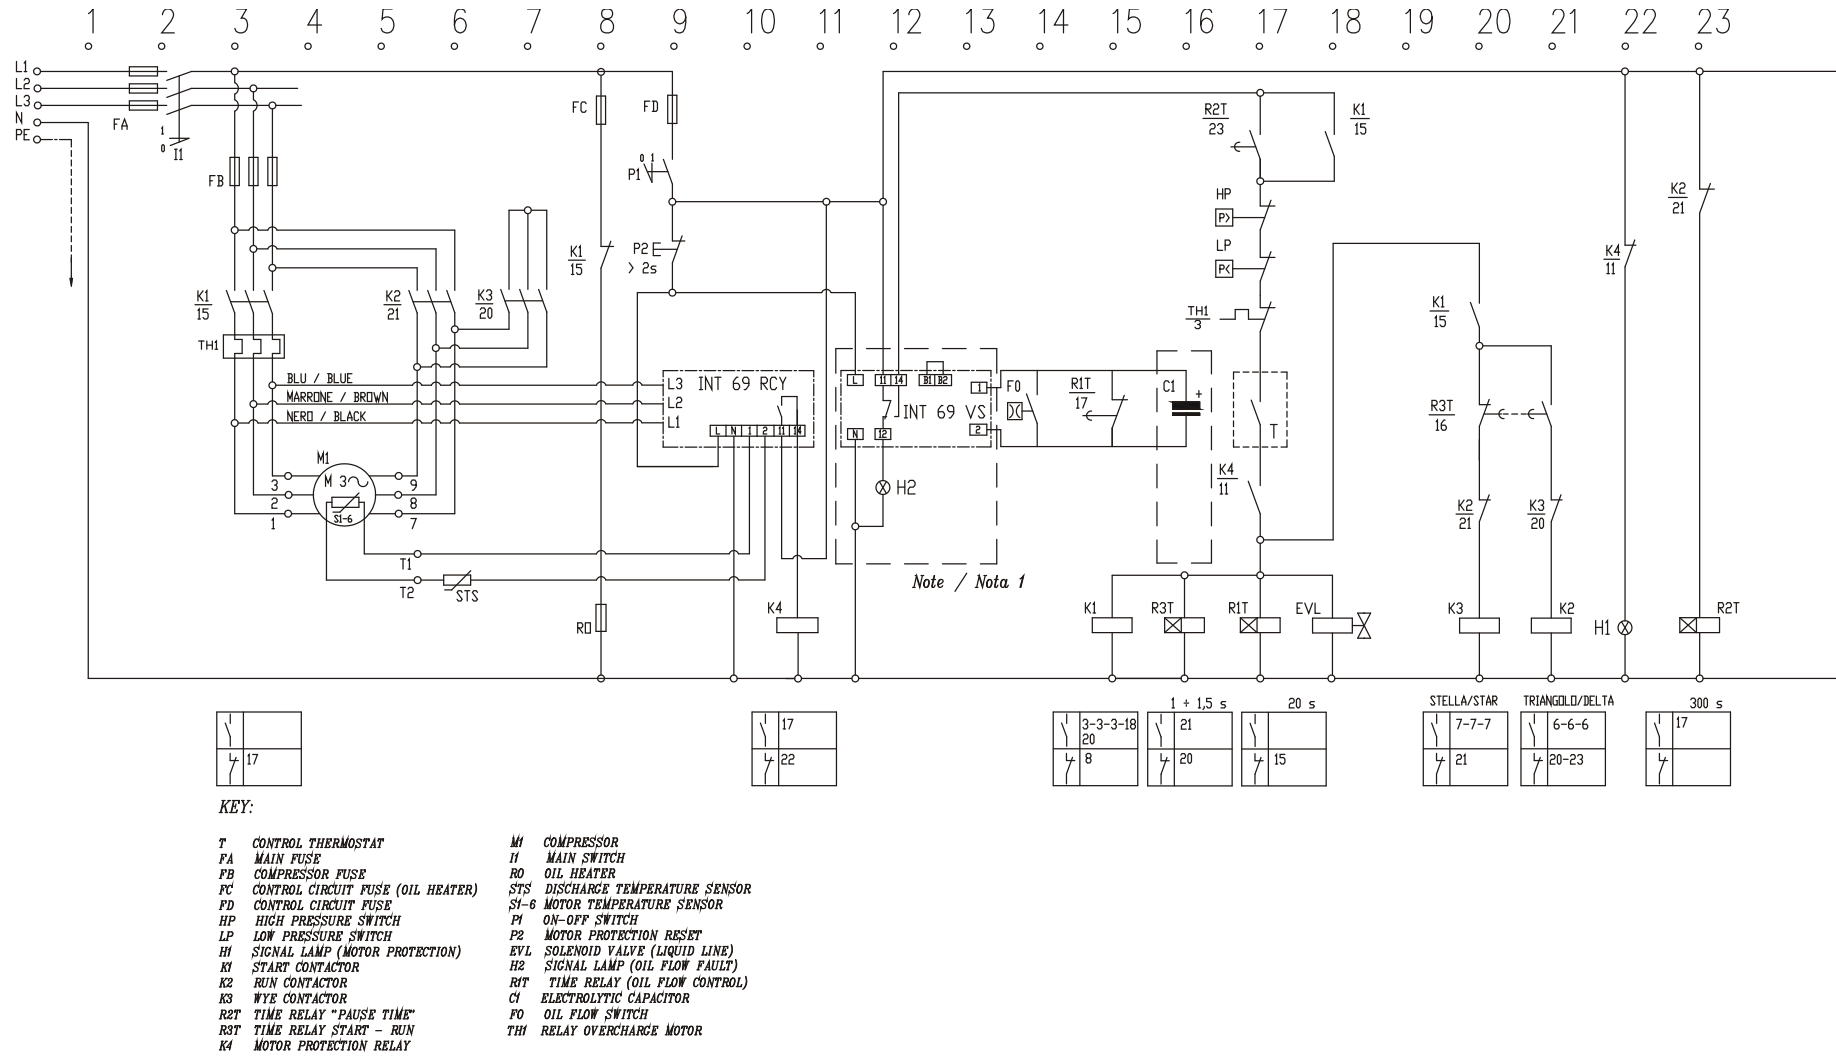 1 2 3 4 5 6 7 8 9 10 11 12 13 14 15 16 17 18 19 20 21 22 23
L1
L2
L3
N
PE
FA
1
0
I1
FB
FC
FD
0 1
P1
P2
> 2s
K1
15
K1
15
K2
21
K3
20
TH1
BLU / BLUE
MARRONE / BROWN
NERO / BLACK
L3
L2
L1
INT 69 RCY
L N 1 2 11 14
M1
M 3
S1-6
3
2
1
9
8
7
T1
T2
STS
RO
K4
L
11 14
B1 B2
1
2
INT 69 VS
N
12
H2
Note / Nota 1
F0
R1T
17
C1
+
R2T
23
K1
15
HP
P>
LP
P<
TH1
3
T
K4
11
K1
15
R3T
16
K2
21
K3
20
K4
11
K2
21
K1
R3T
R1T
EVL
K3
K2
H1
R2T
17
17
22
3-3-3-18
20
8
1 ÷ 1,5 s
21
20
20 s
15
STELLA/STAR
7-7-7
21
TRIANGOLO/DELTA
6-6-6
20-23
300 s
17
KEY:
T CONTROL THERMOSTAT
FA MAIN FUSE
FB COMPRESSOR FUSE
FC CONTROL CIRCUIT FUSE (OIL HEATER)
FD CONTROL CIRCUIT FUSE
HP HIGH PRESSURE SWITCH
LP LOW PRESSURE SWITCH
H1 SIGNAL LAMP (MOTOR PROTECTION)
K1 START CONTACTOR
K2 RUN CONTACTOR
K3 WYE CONTACTOR
R2T TIME RELAY "PAUSE TIME"
R3T TIME RELAY START - RUN
K4 MOTOR PROTECTION RELAY
M1 COMPRESSOR
I1 MAIN SWITCH
RO OIL HEATER
STS DISCHARGE TEMPERATURE SENSOR
S1-6 MOTOR TEMPERATURE SENSOR
P1 ON-OFF SWITCH
P2 MOTOR PROTECTION RESET
EVL SOLENOID VALVE (LIQUID LINE)
H2 SIGNAL LAMP (OIL FLOW FAULT)
R1T TIME RELAY (OIL FLOW CONTROL)
C1 ELECTROLYTIC CAPACITOR
FO OIL FLOW SWITCH
TH1 RELAY OVERCHARGE MOTOR